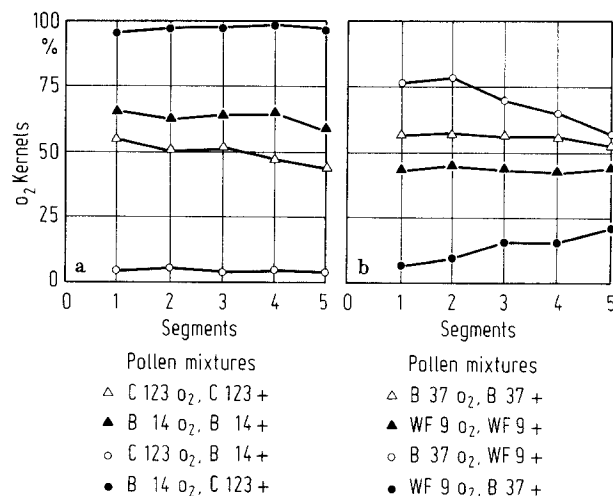 100
%
75
50
25
0
o₂ Kernels
a
0 1 2 3 4 5
Segments
Pollen mixtures
△ C 123 o₂, C 123 +
▲ B 14 o₂, B 14 +
○ C 123 o₂, B 14 +
● B 14 o₂, C 123 +
b
0 1 2 3 4 5
Segments
Pollen mixtures
△ B 37 o₂, B 37 +
▲ WF 9 o₂, WF 9 +
○ B 37 o₂, WF 9 +
● WF 9 o₂, B 37 +